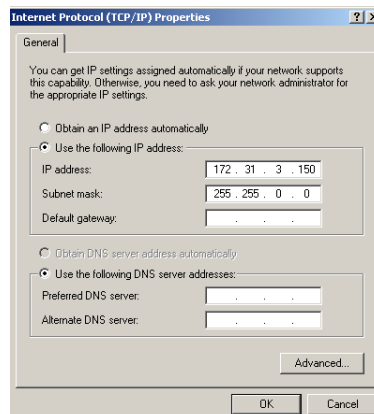 Internet Protocol (TCP/IP) Properties
General
You can get IP settings assigned automatically if your network supports
this capability. Otherwise, you need to ask your network administrator for
the appropriate IP settings.
Obtain an IP address automatically
Use the following IP address:
IP address: 172 . 31 . 3 . 150
Subnet mask: 255 . 255 . 0 . 0
Default gateway: . . .
Obtain DNS server address automatically
Use the following DNS server addresses:
Preferred DNS server: . . .
Alternate DNS server: . . .
Advanced...
OK Cancel